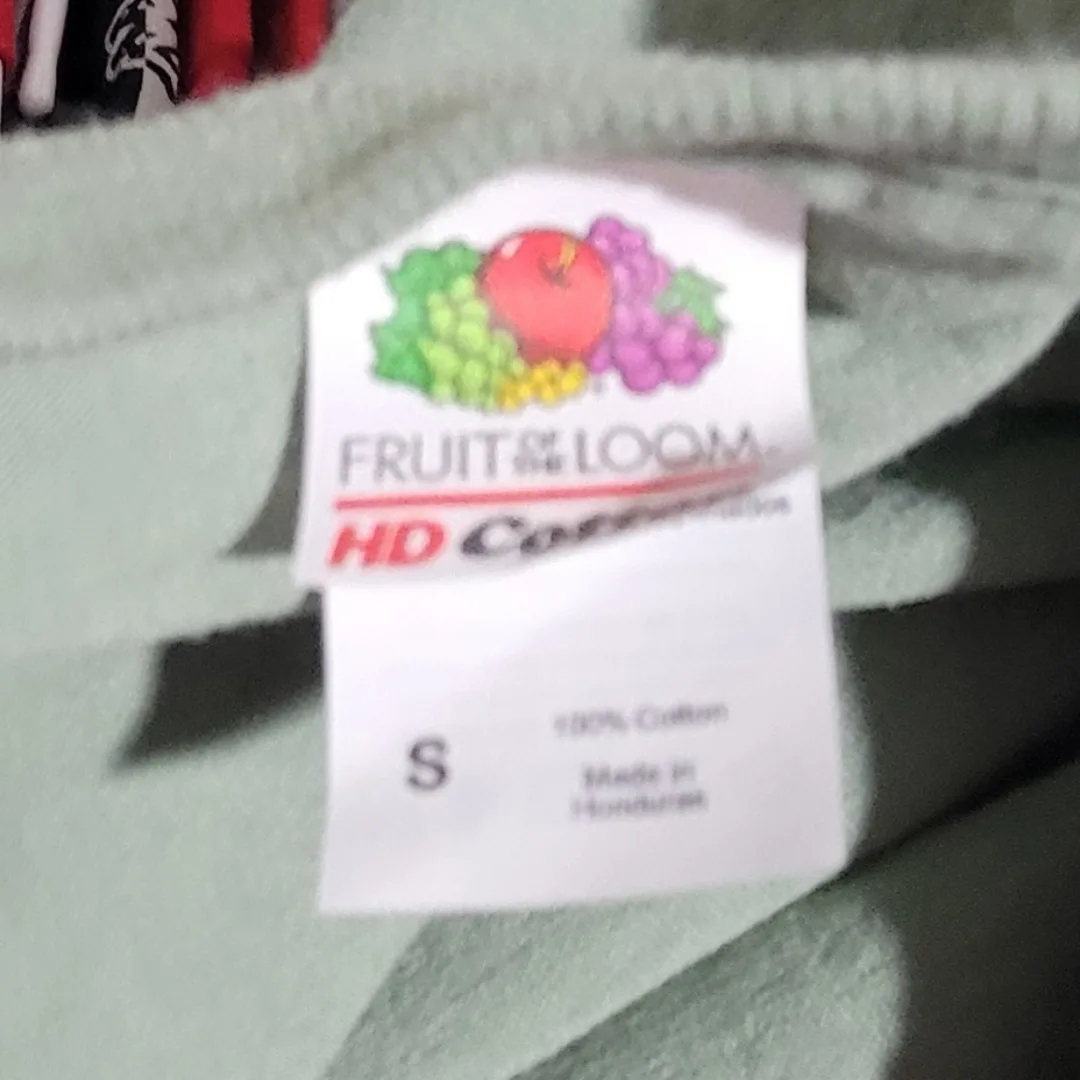 FRUIT OF THE LOOM
HD
S
100% Cotton
Made in
Honduras